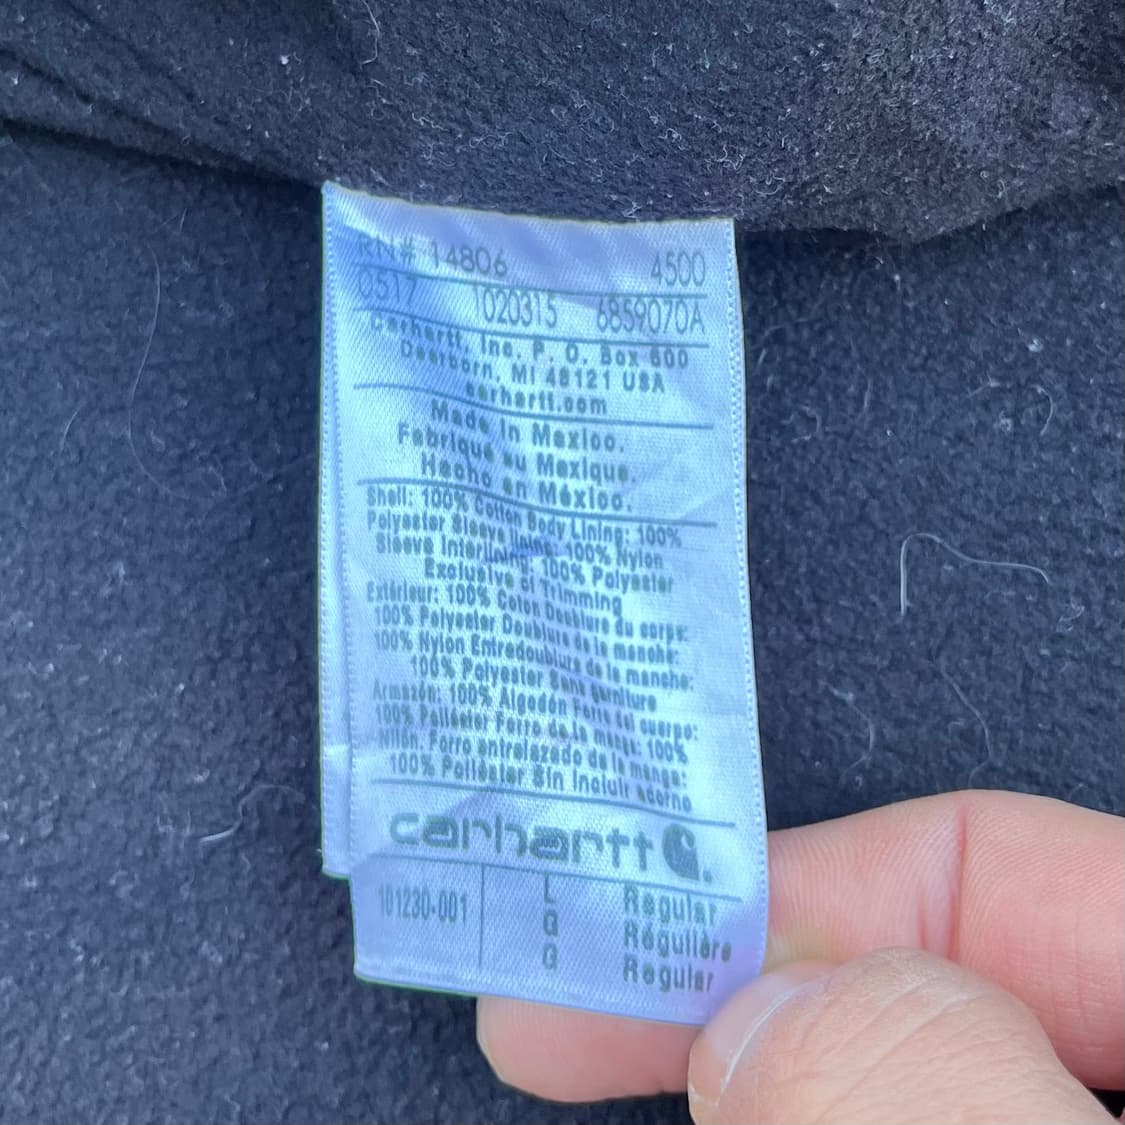 RN# 14806 4500
0517 1020315 6859070A
Carhartt, Inc. P. O. Box 600
Dearborn, MI 48121 USA
carhartt.com
Made in Mexico.
Fabriqué au Mexique.
Hecho en México.
Shell: 100% Cotton Body Lining: 100%
Polyester Sleeve lining: 100% Nylon
Sleeve Interlining: 100% Polyester
Exclusive of Trimming
Extérieur: 100% Coton Doublure du corps:
100% Polyester Doublure de la manche:
100% Nylon Entredoublure de la manche:
100% Polyester Sans garniture
Armazón: 100% Algodón Forro del cuerpo:
100% Poliéster Forro de la manga: 100%
Nilón. Forro entrelazado de la manga:
100% Poliéster Sin incluir adorno
carhartt
101230-001 L Regular
G Régulière
G Regular